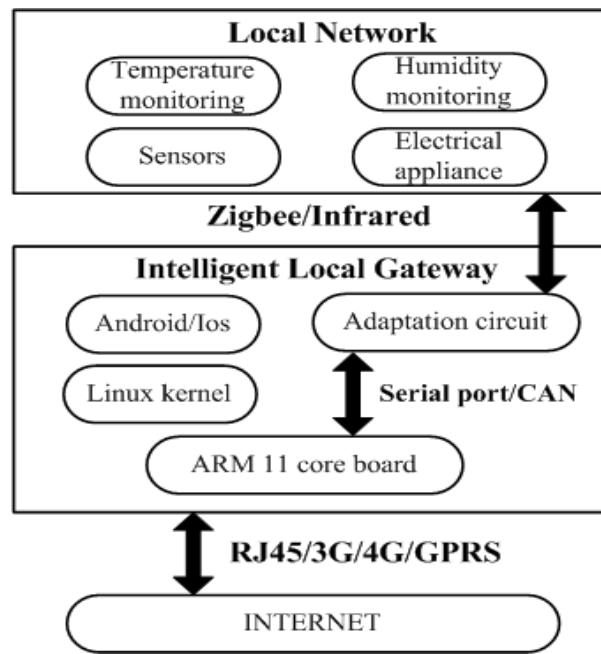 Local Network
Temperature
monitoring
Humidity
monitoring
Sensors
Electrical
appliance
Zigbee/Infrared
Intelligent Local Gateway
Android/Ios
Adaptation circuit
Linux kernel
Serial port/CAN
ARM 11 core board
RJ45/3G/4G/GPRS
INTERNET